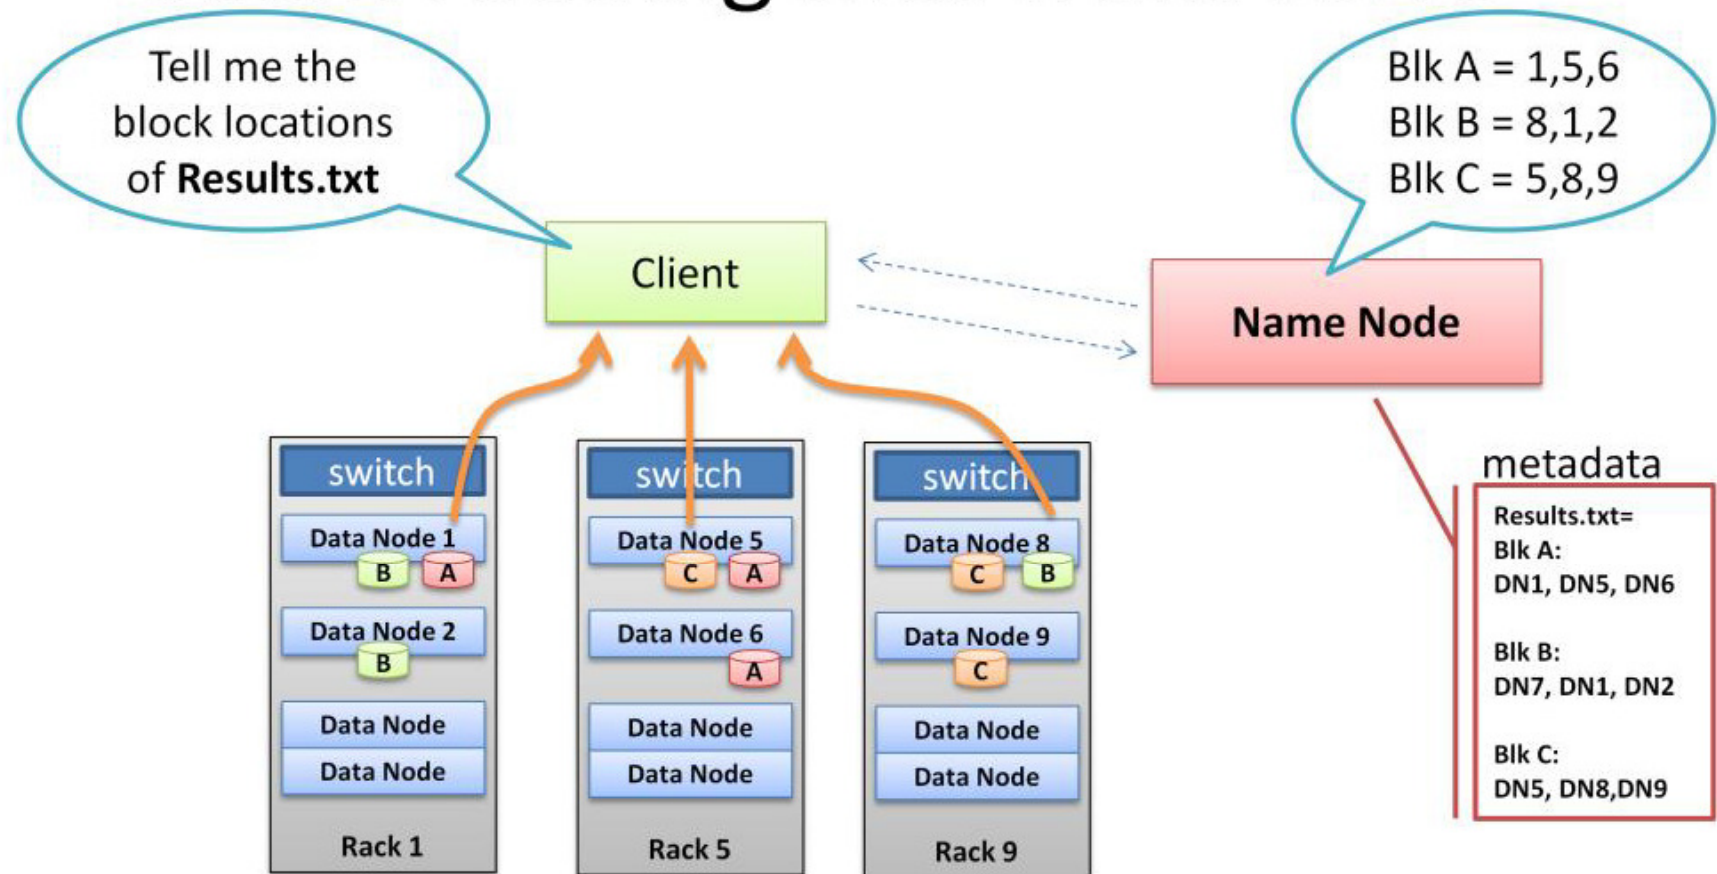 Tell me the
block locations
of Results.txt
Blk A = 1,5,6
Blk B = 8,1,2
Blk C = 5,8,9
Client
Name Node
switch
Data Node 1
B A
Data Node 2
B
Data Node
Data Node
Rack 1
switch
Data Node 5
C A
Data Node 6
A
Data Node
Data Node
Rack 5
switch
Data Node 8
C B
Data Node 9
C
Data Node
Data Node
Rack 9
metadata
Results.txt=
Blk A:
DN1, DN5, DN6
Blk B:
DN7, DN1, DN2
Blk C:
DN5, DN8,DN9